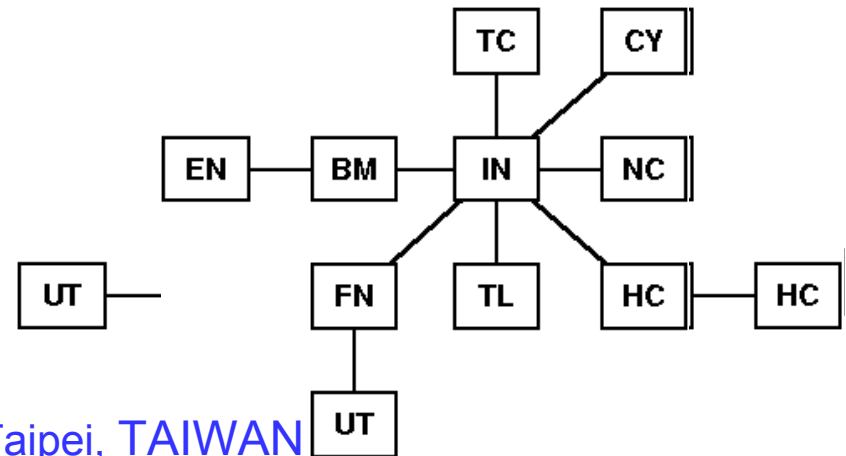 TC CY
EN BM IN NC
UT FN TL HC HC
UT
Taipei, TAIWAN